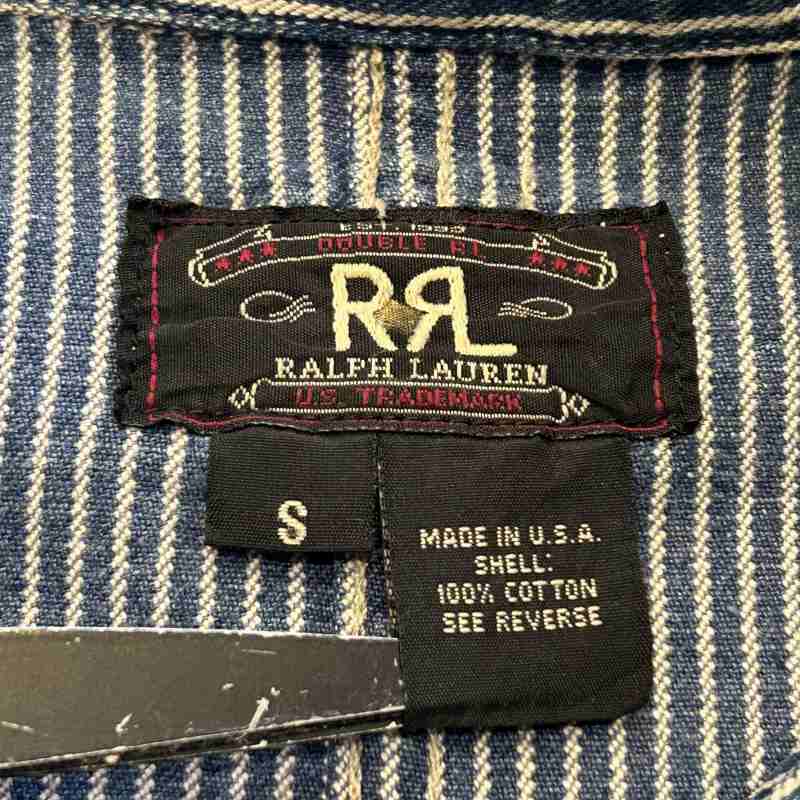 EST. 1993
DOUBLE RL
RRL
RALPH LAUREN
U.S. TRADEMARK
S
MADE IN U.S.A.
SHELL:
100% COTTON
SEE REVERSE